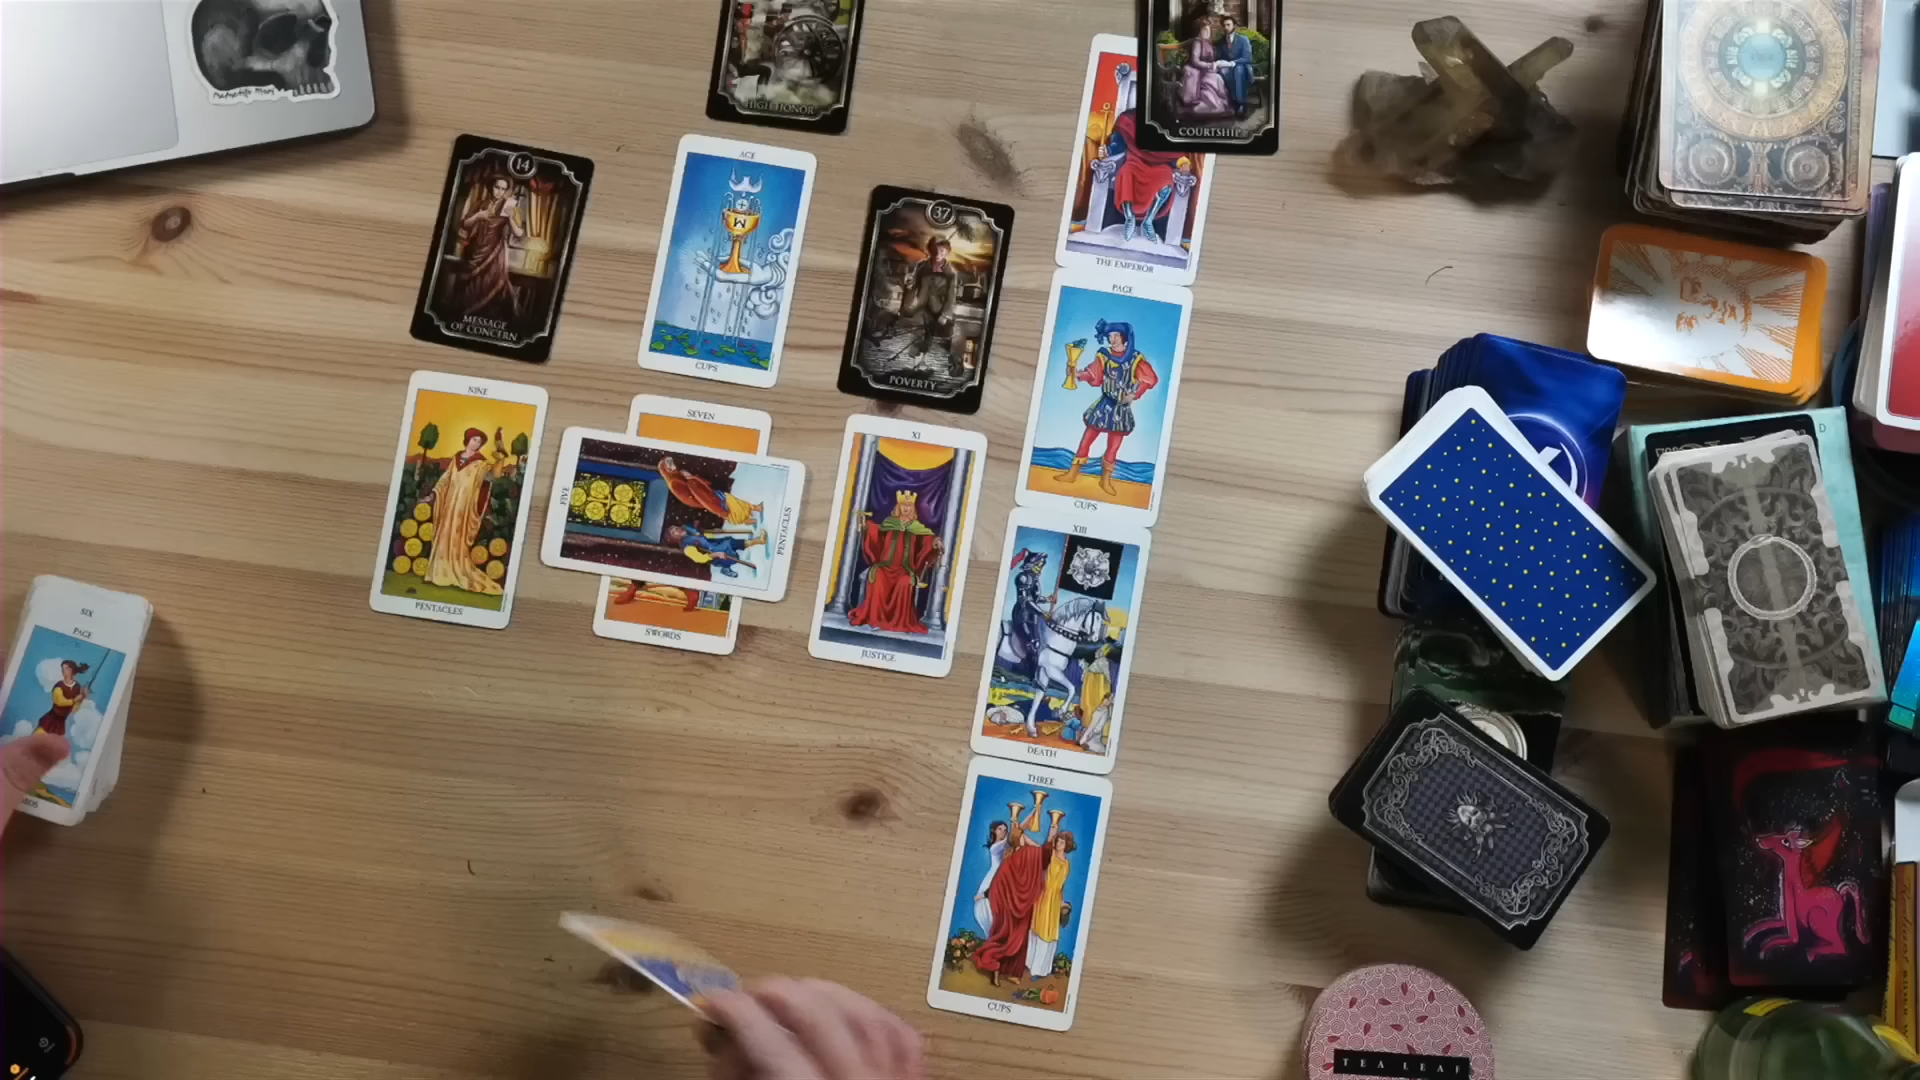 HIGH HONOR
COURTSHIP
14
MESSAGE
OF CONCERN
ACE
CUPS
37
POVERTY
THE EMPEROR
PAGE
CUPS
NINE
PENTACLES
SEVEN
SWORDS
FIVE
PENTACLES
XI
JUSTICE
XIII
DEATH
THREE
CUPS
SIX
PAGE
D
TEA LEAF